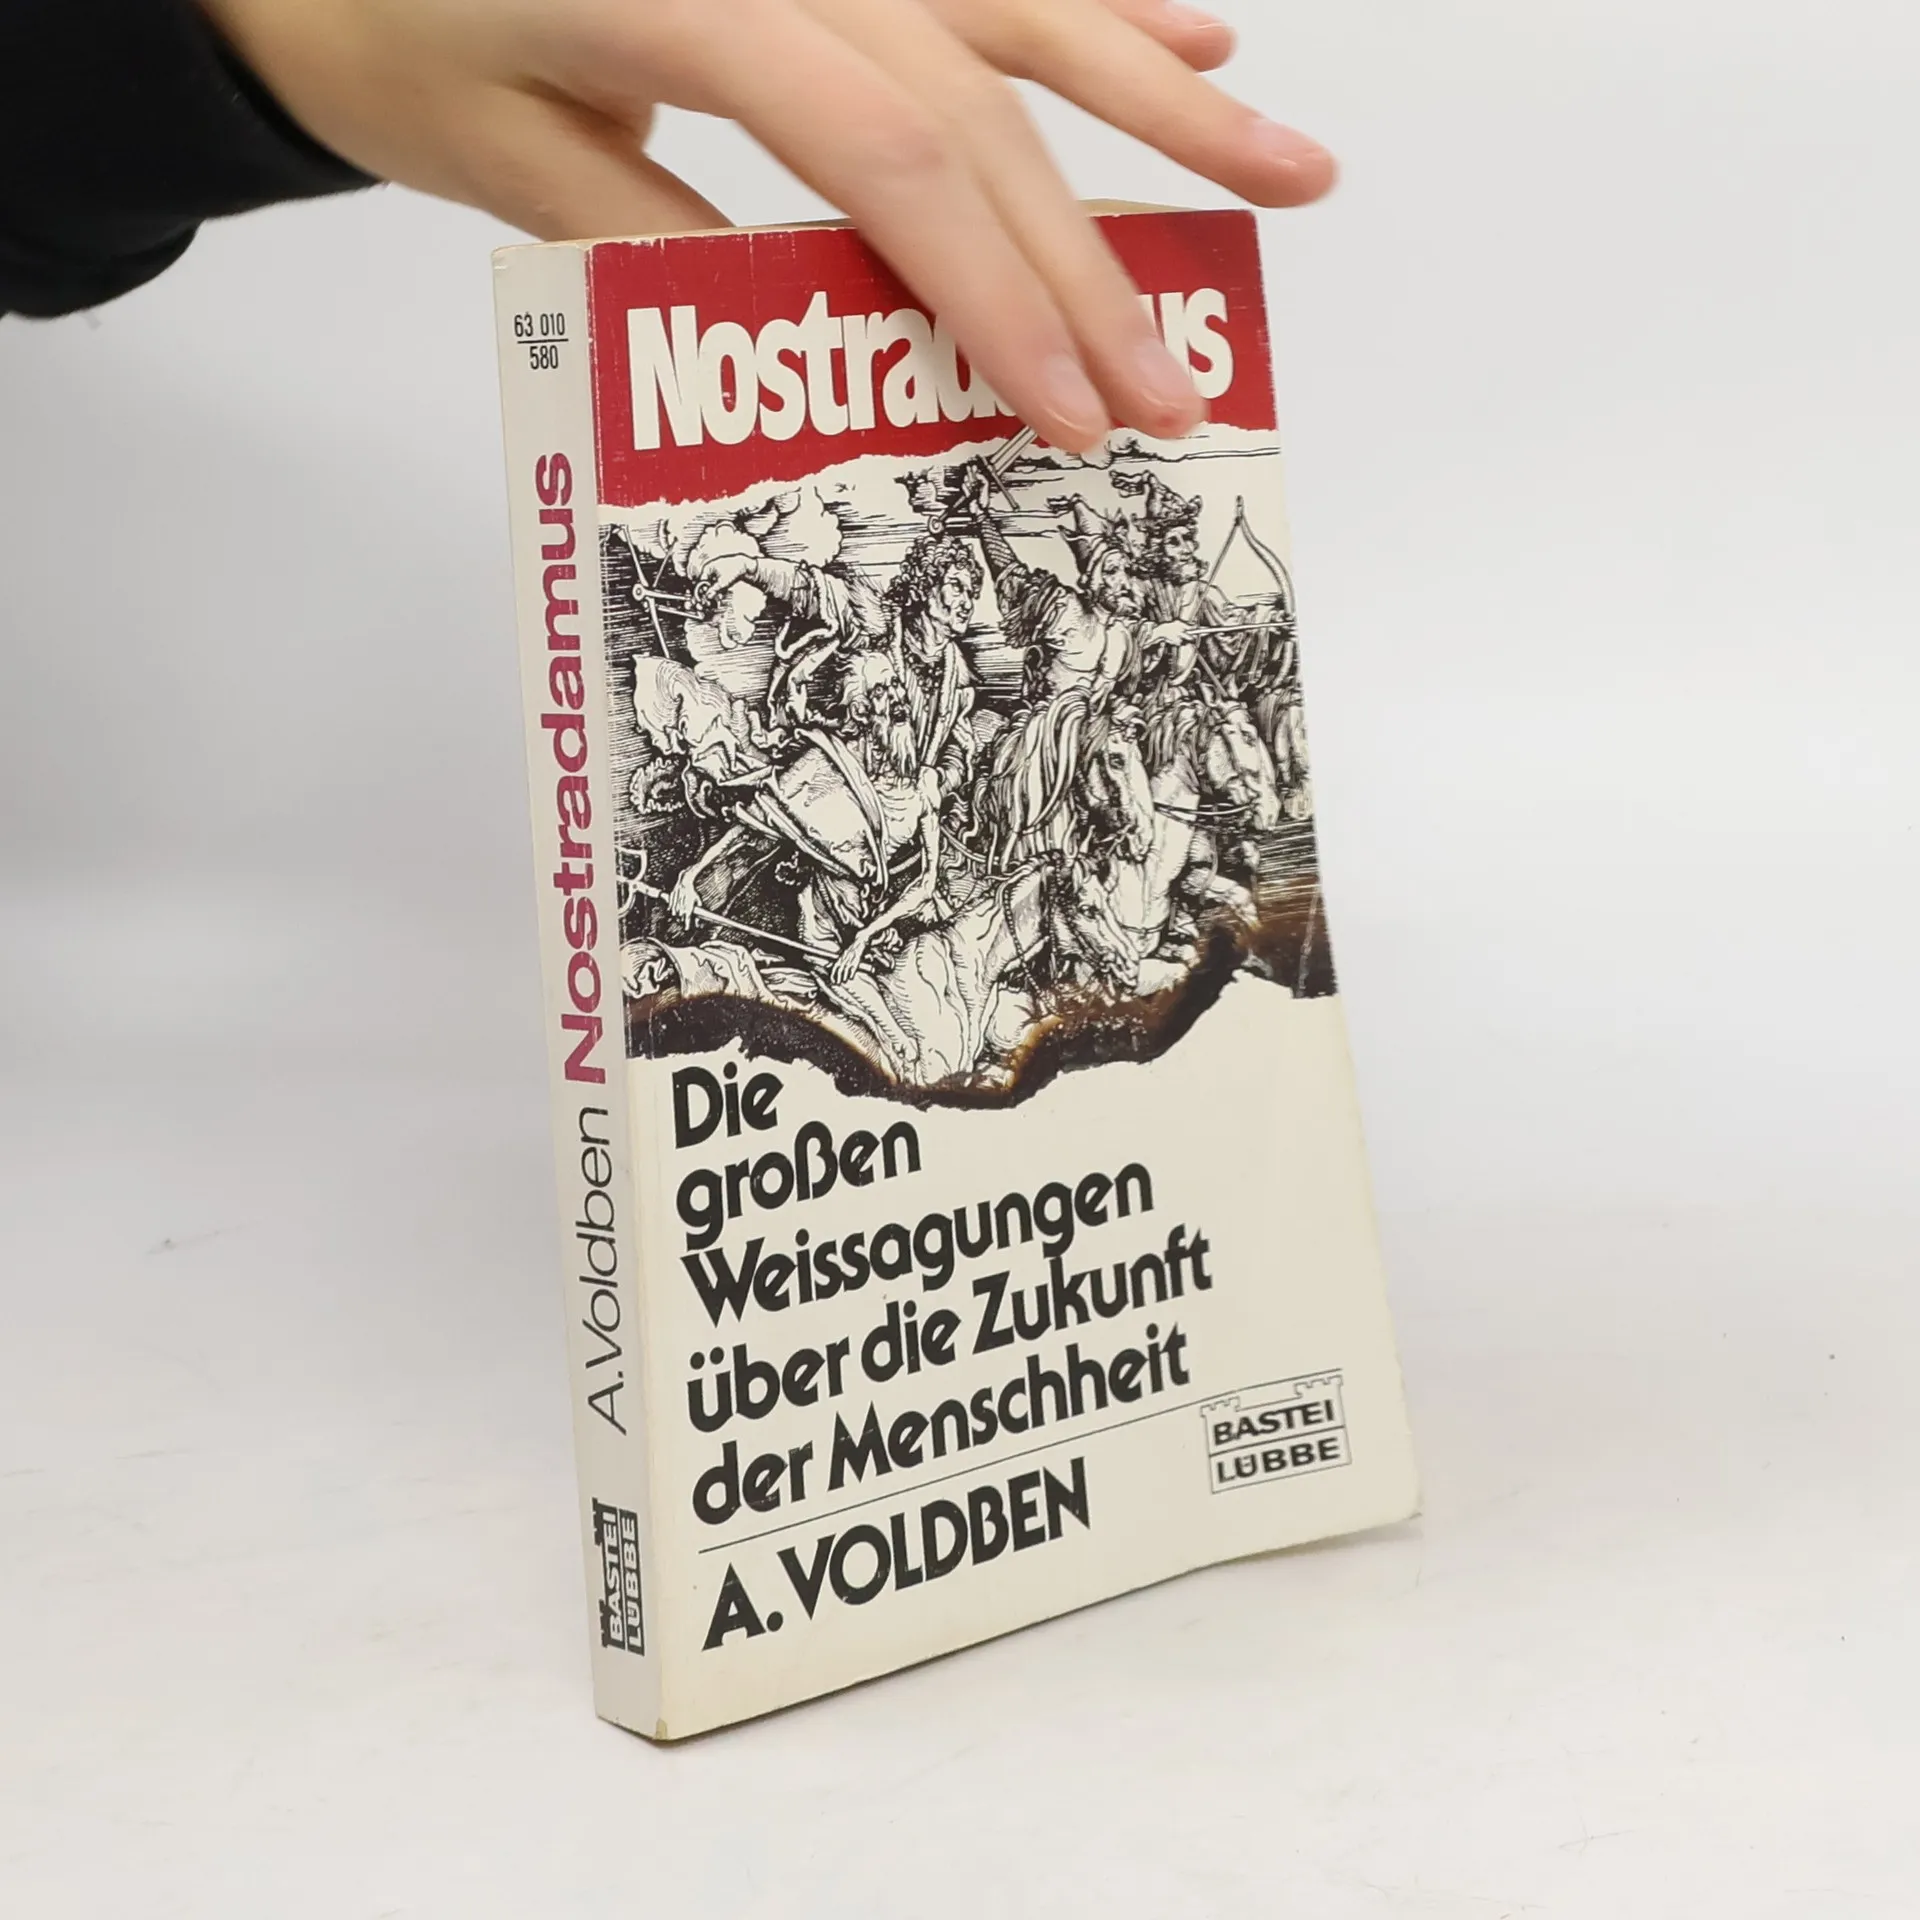 63 010
580
A. Voldben Nostradamus
BASTEI
LÜBBE
Die
großen
Weissagungen
über die Zukunft
der Menschheit
BASTEI
LÜBBE
A. VOLDBEN